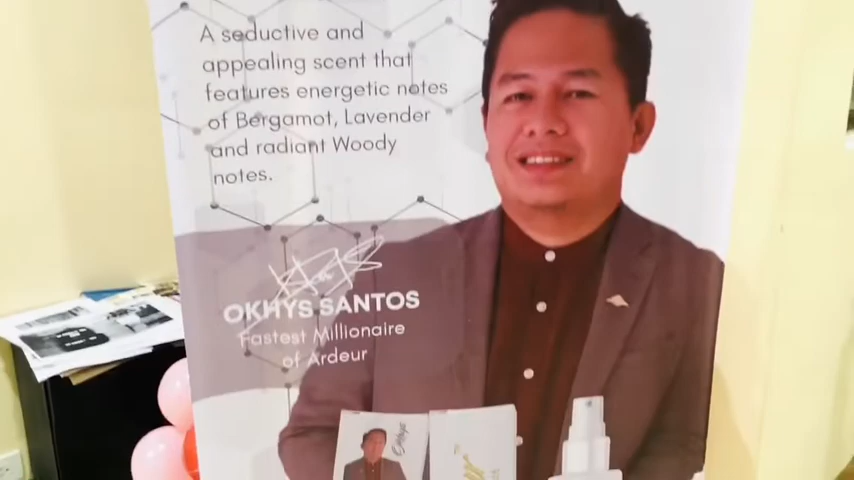 A seductive and
appealing scent that
features energetic notes
of Bergamot, Lavender
and radiant Woody
notes.
OKHYS SANTOS
Fastest Millionaire
of Ardeur